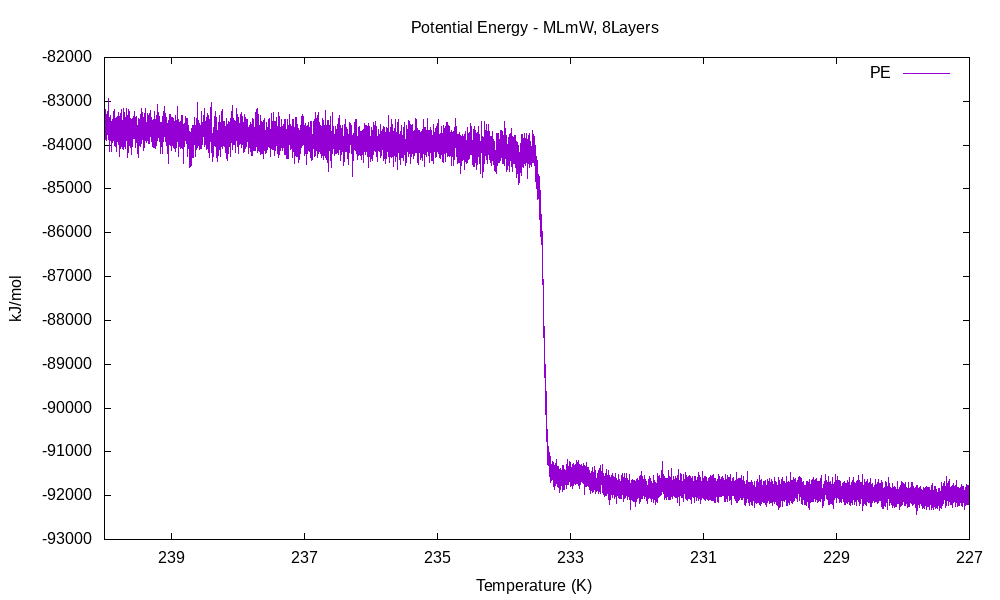 Potential Energy - MLmW, 8Layers
-82000
PE
-83000
-84000
-85000
-86000
-87000
kJ/mol
-88000
-89000
-90000
-91000
-92000
-93000
239 237 235 233 231 229 227
Temperature (K)